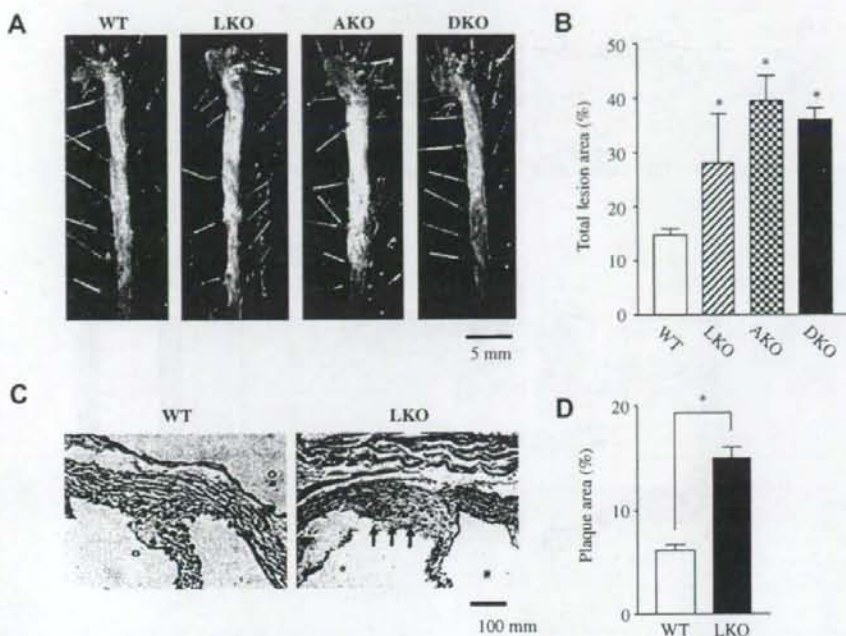 A
WT LKO AKO DKO
5 mm
B
Total lesion area (%)
50
40
30
20
10
0
* * *
WT LKO AKO DKO
C
WT LKO
100 mm
D
Plaque area (%)
20
10
0
*
WT LKO